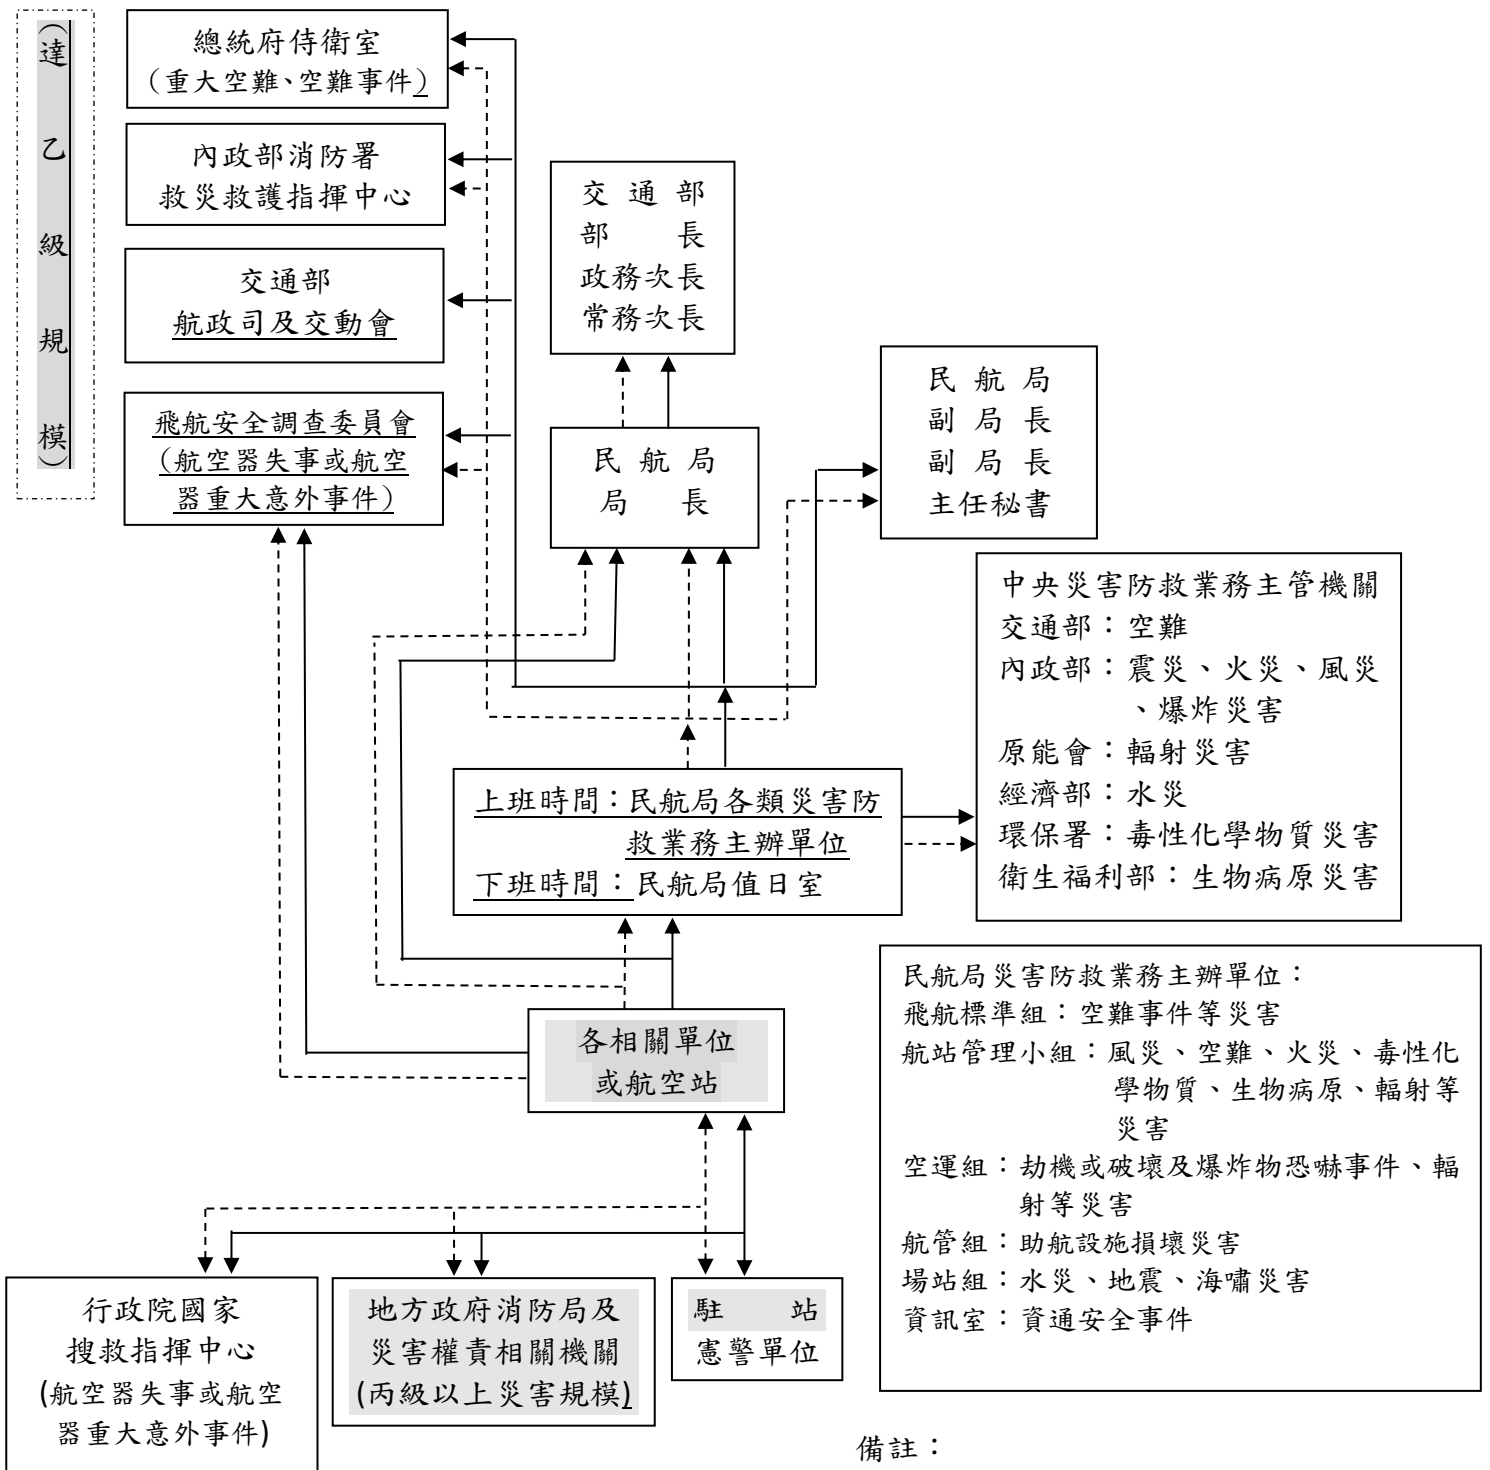 (達乙級規模)
總統府侍衛室
(重大空難、空難事件)
內政部消防署
救災救護指揮中心
交通部
航政司及交動會
飛航安全調查委員會
(航空器失事或航空
器重大意外事件)
交通部
部長
政務次長
常務次長
民航局
局長
民航局
副局長
副局長
主任秘書
中央災害防救業務主管機關
交通部：空難
內政部：震災、火災、風災
、爆炸災害
原能會：輻射災害
經濟部：水災
環保署：毒性化學物質災害
衛生福利部：生物病原災害
上班時間：民航局各類災害防
救業務主辦單位
下班時間：民航局值日室
各相關單位
或航空站
民航局災害防救業務主辦單位：
飛航標準組：空難事件等災害
航站管理小組：風災、空難、火災、毒性化
學物質、生物病原、輻射等
災害
空運組：劫機或破壞及爆炸物恐嚇事件、輻
射等災害
航管組：助航設施損壞災害
場站組：水災、地震、海嘯災害
資訊室：資通安全事件
行政院國家
搜救指揮中心
(航空器失事或航空
器重大意外事件)
地方政府消防局及
災害權責相關機關
(丙級以上災害規模)
駐站
憲警單位
備註：